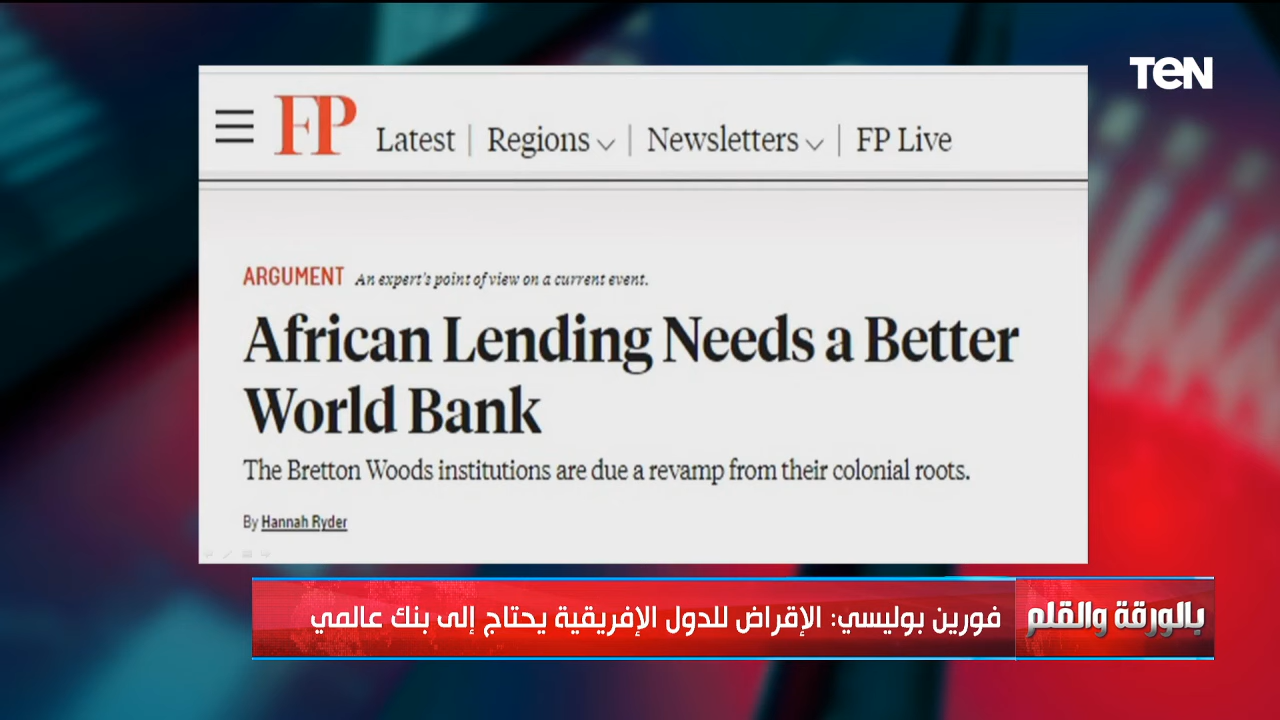 TEN
FP
Latest | Regions | Newsletters | FP Live
ARGUMENT An expert's point of view on a current event.
African Lending Needs a Better
World Bank
The Bretton Woods institutions are due a revamp from their colonial roots.
By Hannah Ryder
بالورقة والقلم
فورين بوليسي: الإقراض للدول الإفريقية يحتاج إلى بنك عالمي